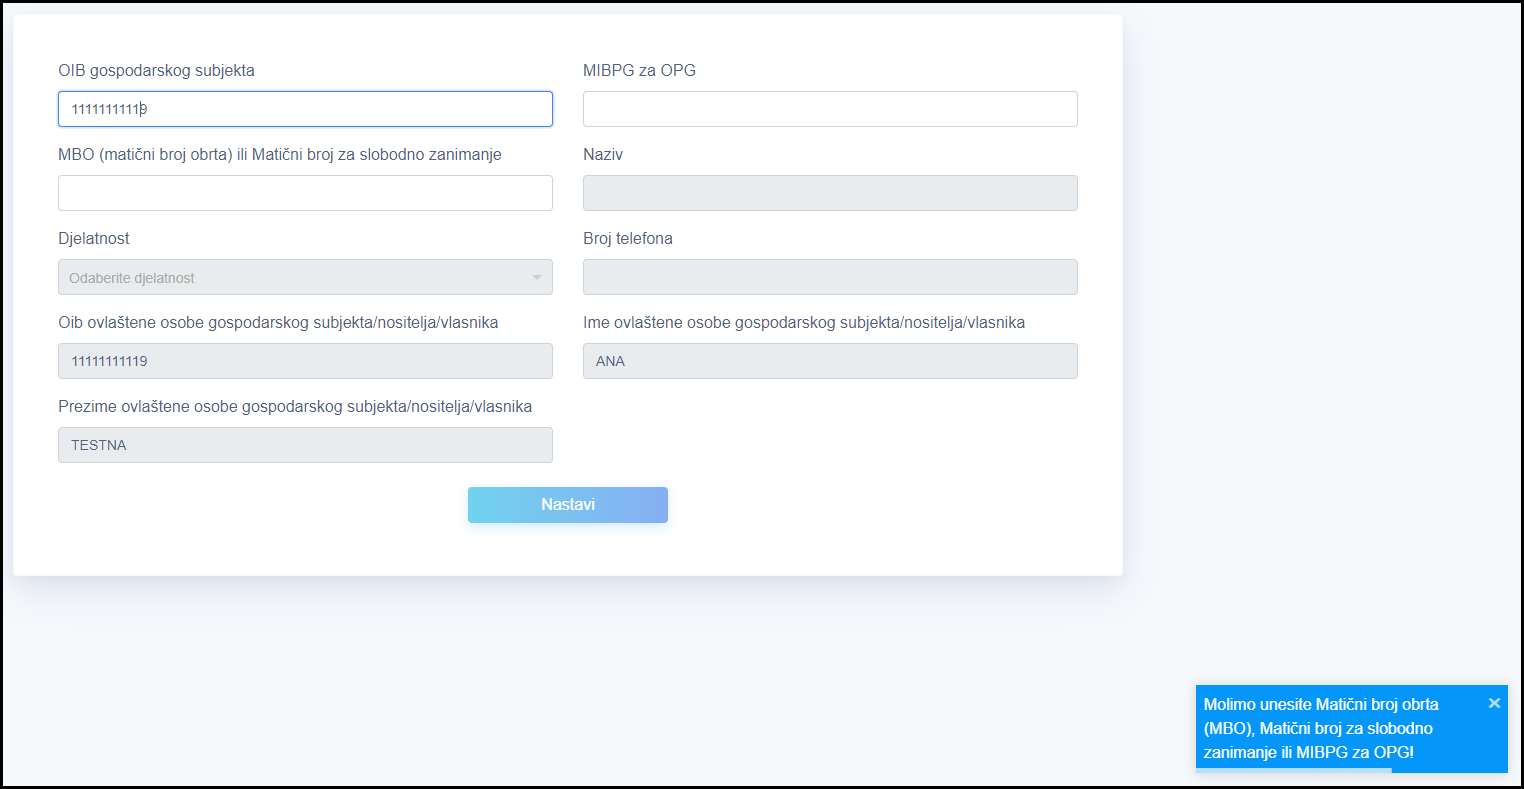 OIB gospodarskog subjekta
MIBPG za OPG
11111111119
MBO (matični broj obrta) ili Matični broj za slobodno zanimanje
Naziv
Djelatnost
Broj telefona
Odaberite djelatnost
Oib ovlaštene osobe gospodarskog subjekta/nositelja/vlasnika
Ime ovlaštene osobe gospodarskog subjekta/nositelja/vlasnika
11111111119
ANA
Prezime ovlaštene osobe gospodarskog subjekta/nositelja/vlasnika
TESTNA
Nastavi
Molimo unesite Matični broj obrta
(MBO), Matični broj za slobodno
zanimanje ili MIBPG za OPG!